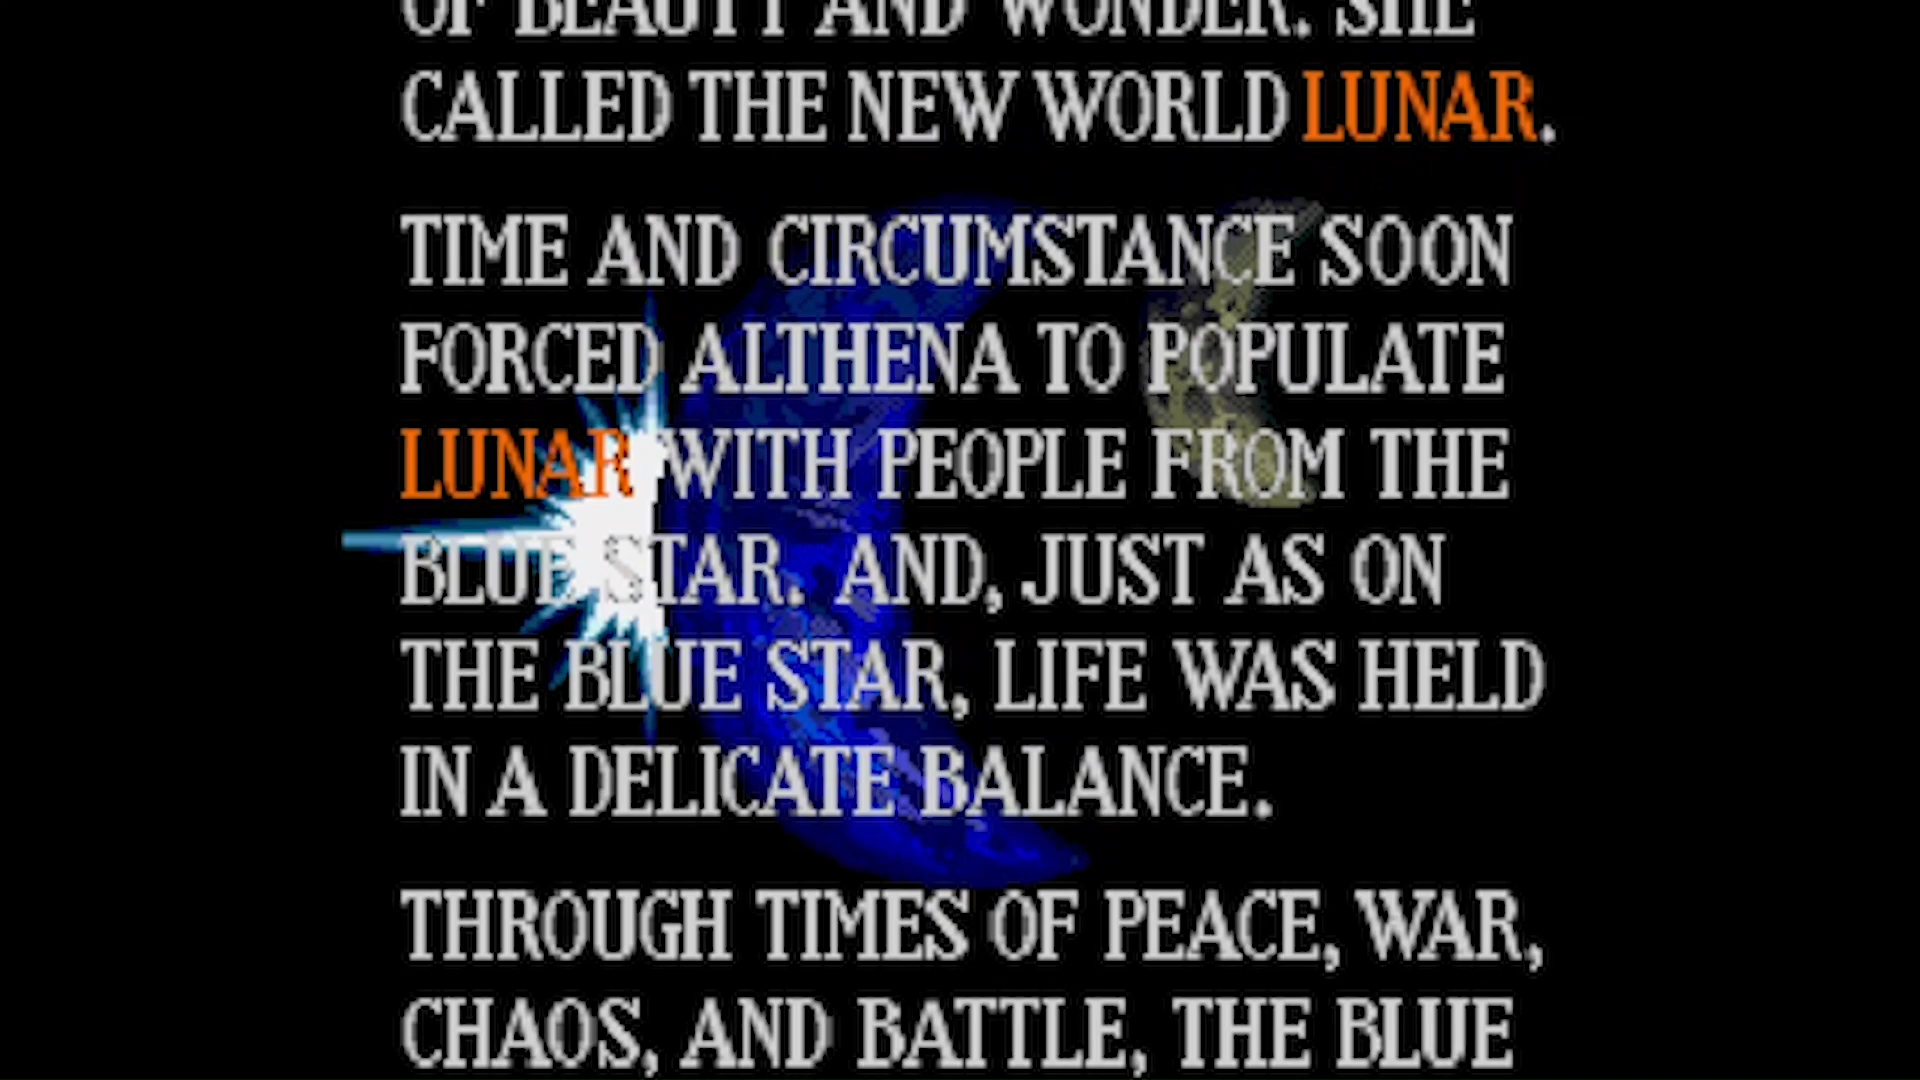 OF BEAUTY AND WONDER. SHE
CALLED THE NEW WORLD LUNAR.
TIME AND CIRCUMSTANCE SOON
FORCED ALTHENA TO POPULATE
LUNAR WITH PEOPLE FROM THE
BLUE STAR. AND, JUST AS ON
THE BLUE STAR, LIFE WAS HELD
IN A DELICATE BALANCE.
THROUGH TIMES OF PEACE, WAR,
CHAOS, AND BATTLE, THE BLUE